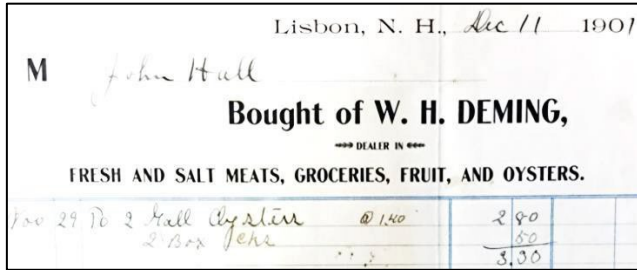 Lisbon, N. H., Dec 11 1901
M John Hull
Bought of W. H. DEMING,
DEALER IN
FRESH AND SALT MEATS, GROCERIES, FRUIT, AND OYSTERS.
Nov 29 To 2 Gall Oysters @ 1.40 2 80
2 Box 50
3.30